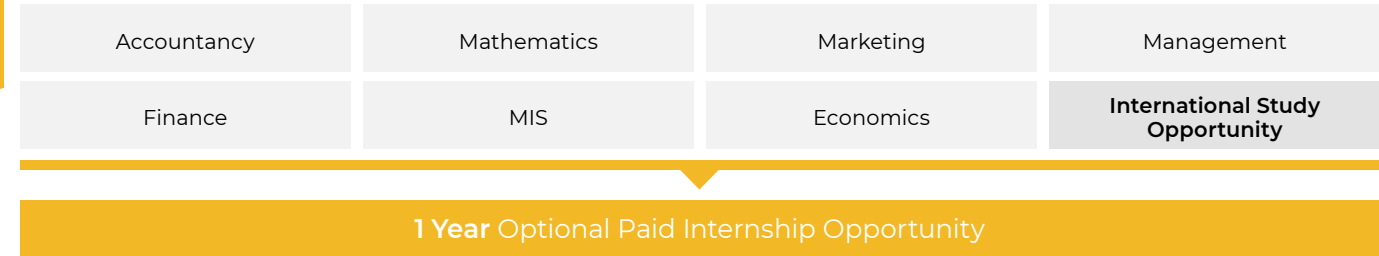 Accountancy
Mathematics
Marketing
Management
Finance
MIS
Economics
International Study
Opportunity
1 Year Optional Paid Internship Opportunity